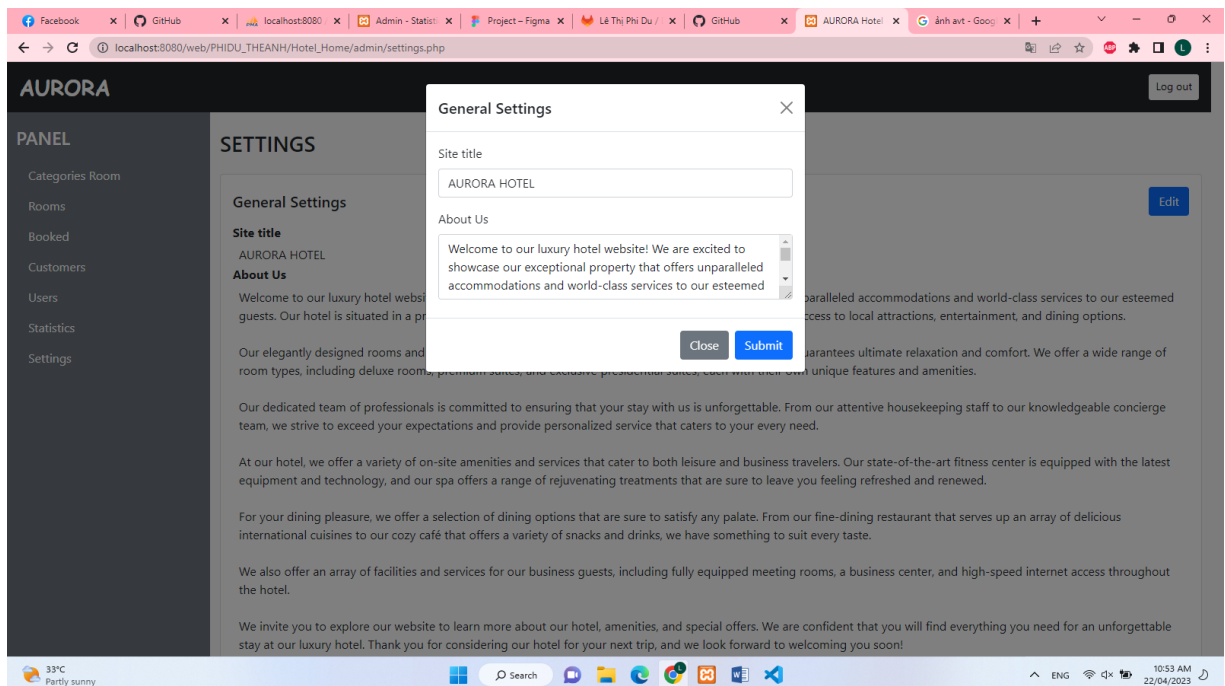 Facebook
GitHub
localhost:8080 /
Admin - Statisti
Project – Figma
Lê Thị Phi Du /
GitHub
AURORA Hotel
ảnh avt - Goog
localhost:8080/web/PHIDU_THEANH/Hotel_Home/admin/settings.php
ABP
L
AURORA
Log out
PANEL
Categories Room
Rooms
Booked
Customers
Users
Statistics
Settings
SETTINGS
General Settings
Edit
Site title
AURORA HOTEL
About Us
Welcome to our luxury hotel websi
paralleled accommodations and world-class services to our esteemed
guests. Our hotel is situated in a pr
ccess to local attractions, entertainment, and dining options.
Our elegantly designed rooms and
uarantees ultimate relaxation and comfort. We offer a wide range of
room types, including deluxe rooms, premium suites, and exclusive presidential suites, each with their own unique features and amenities.
Our dedicated team of professionals is committed to ensuring that your stay with us is unforgettable. From our attentive housekeeping staff to our knowledgeable concierge
team, we strive to exceed your expectations and provide personalized service that caters to your every need.
At our hotel, we offer a variety of on-site amenities and services that cater to both leisure and business travelers. Our state-of-the-art fitness center is equipped with the latest
equipment and technology, and our spa offers a range of rejuvenating treatments that are sure to leave you feeling refreshed and renewed.
For your dining pleasure, we offer a selection of dining options that are sure to satisfy any palate. From our fine-dining restaurant that serves up an array of delicious
international cuisines to our cozy café that offers a variety of snacks and drinks, we have something to suit every taste.
We also offer an array of facilities and services for our business guests, including fully equipped meeting rooms, a business center, and high-speed internet access throughout
the hotel.
We invite you to explore our website to learn more about our hotel, amenities, and special offers. We are confident that you will find everything you need for an unforgettable
stay at our luxury hotel. Thank you for considering our hotel for your next trip, and we look forward to welcoming you soon!
General Settings
Site title
AURORA HOTEL
About Us
Welcome to our luxury hotel website! We are excited to
showcase our exceptional property that offers unparalleled
accommodations and world-class services to our esteemed
Close
Submit
33°C
Partly sunny
Search
ENG
10:53 AM
22/04/2023